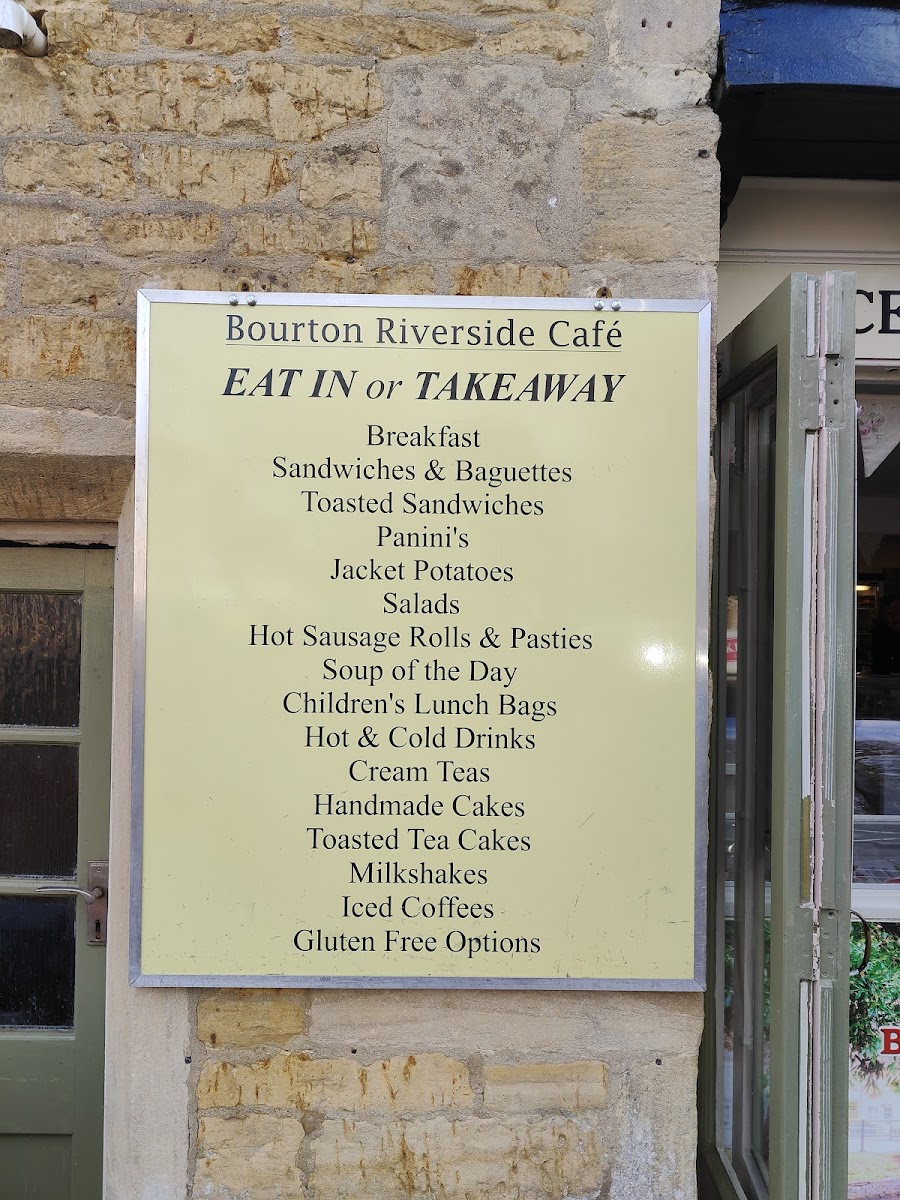 Bourton Riverside Café
EAT IN or TAKEAWAY
Breakfast
Sandwiches & Baguettes
Toasted Sandwiches
Panini's
Jacket Potatoes
Salads
Hot Sausage Rolls & Pasties
Soup of the Day
Children's Lunch Bags
Hot & Cold Drinks
Cream Teas
Handmade Cakes
Toasted Tea Cakes
Milkshakes
Iced Coffees
Gluten Free Options
CE
B